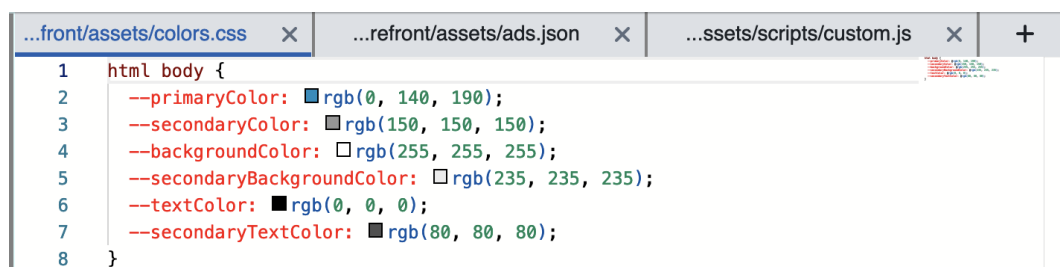 ...front/assets/colors.css × ...refront/assets/ads.json × ...ssets/scripts/custom.js × +
1 html body {
2 --primaryColor: rgb(0, 140, 190);
3 --secondaryColor: rgb(150, 150, 150);
4 --backgroundColor: rgb(255, 255, 255);
5 --secondaryBackgroundColor: rgb(235, 235, 235);
6 --textColor: rgb(0, 0, 0);
7 --secondaryTextColor: rgb(80, 80, 80);
8 }